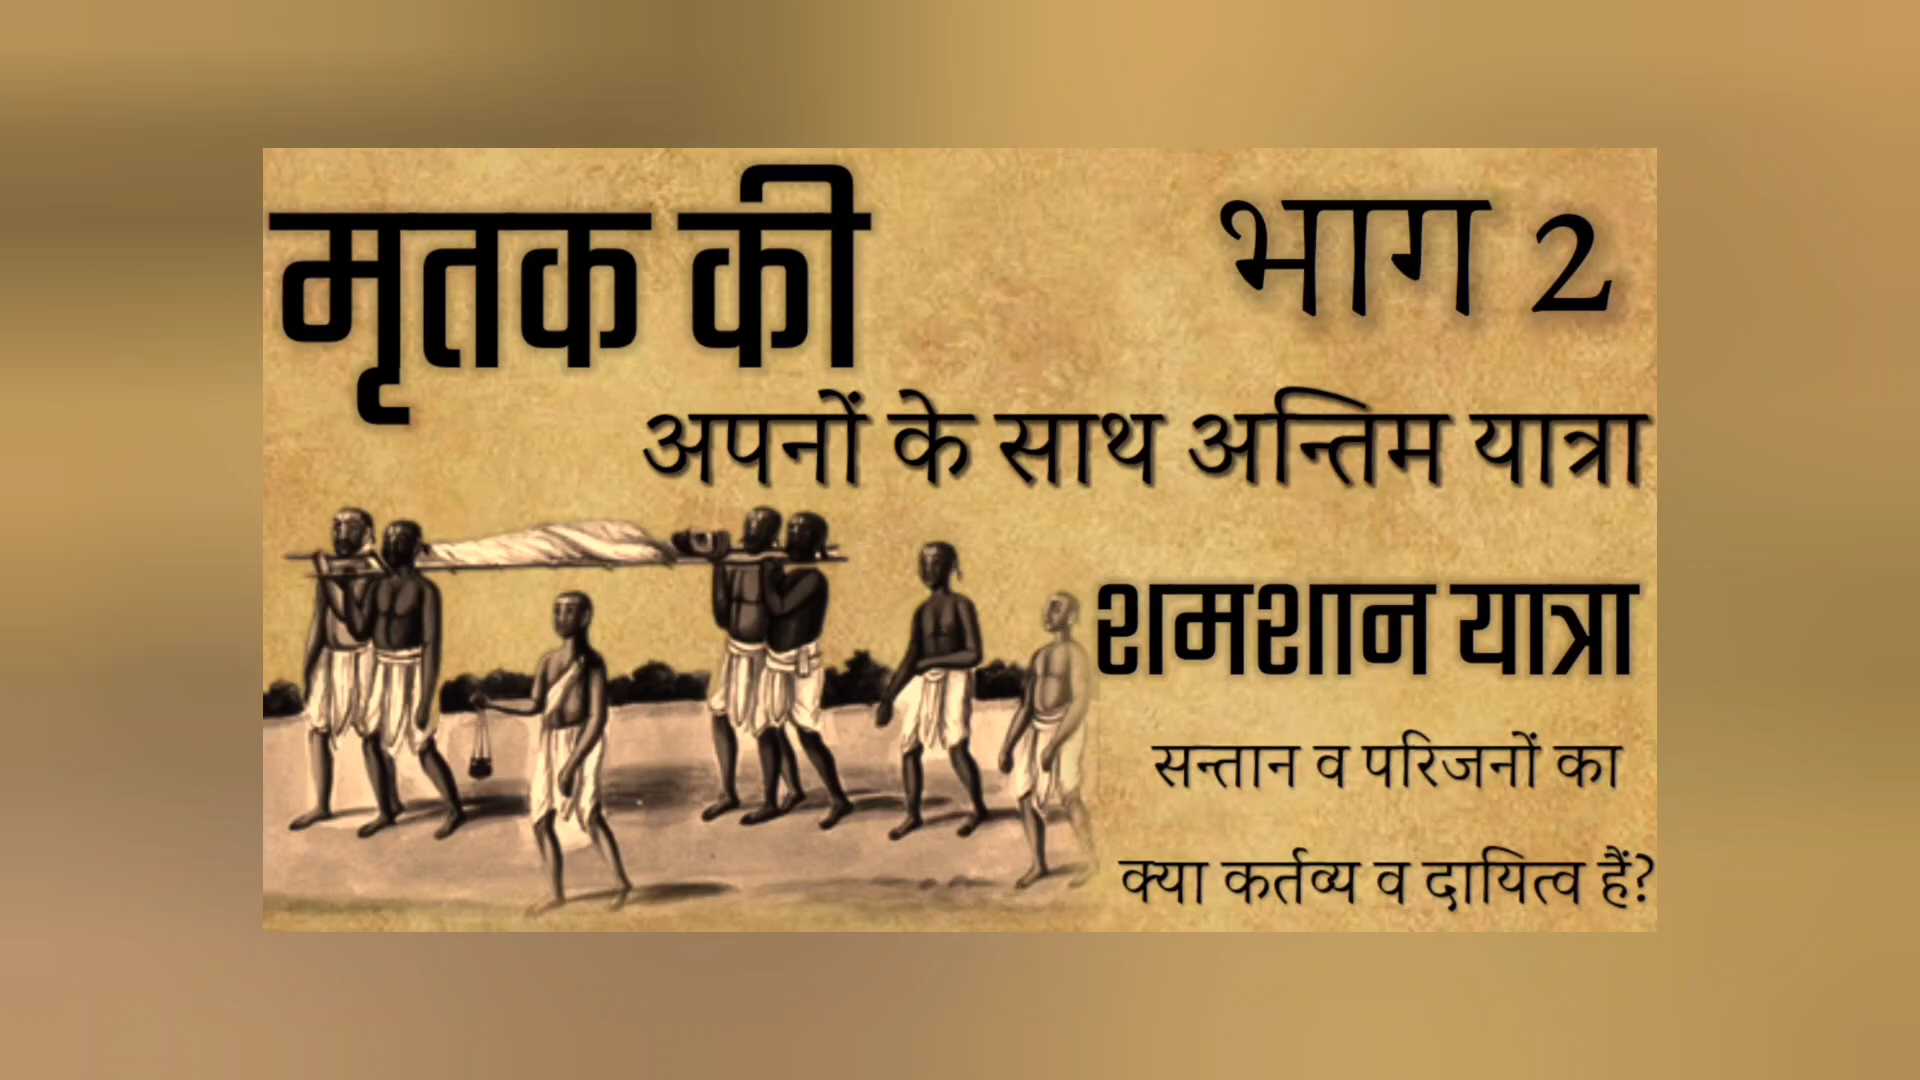 मृतक की
भाग 2
अपनों के साथ अन्तिम यात्रा
शमशान यात्रा
सन्तान व परिजनों का
क्या कर्तव्य व दायित्व हैं?